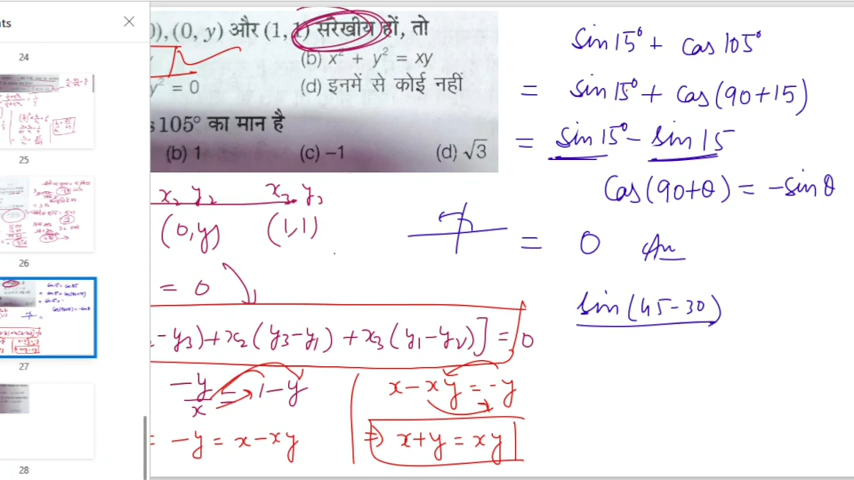 nts
24
25
26
27
28
0), (0, y) और (1, 1) सरेखीय हों, तो
(b) x² + y² = xy
y² = 0
(d) इनमें से कोई नहीं
s 105° का मान है
(b) 1 (c) –1 (d) √3
x₂ y₂ x₃ y₃
(0,y) (1,1)
= 0
- y₃) + x₂ (y₃ - y₁) + x₃ (y₁ - y₂)] = 0
-y/x = 1 - y
= -y = x - xy
x - xy = -y
⇒ x + y = xy
sin 15° + cos 105°
= sin 15° + cos (90 + 15)
= sin 15° - sin 15
cos (90 + θ) = - sin θ
= 0 Ans
sin (45 - 30)